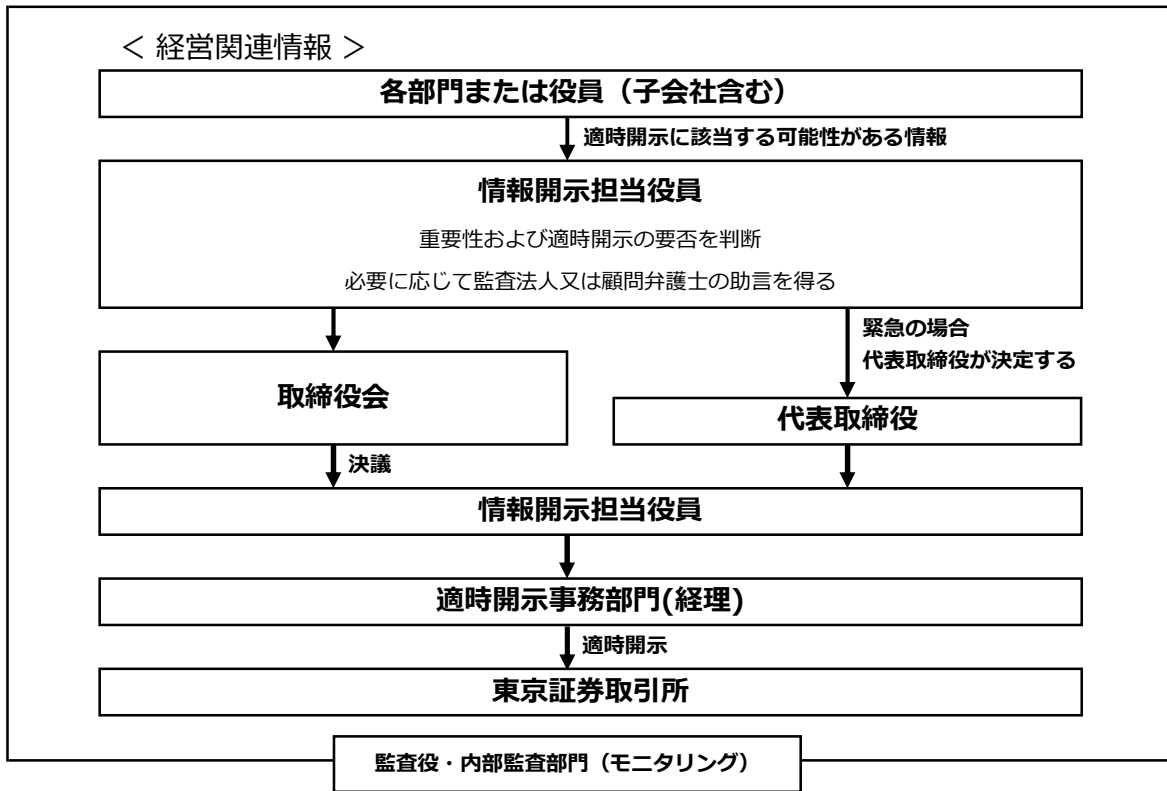 ＜ 経営関連情報 ＞
各部門または役員（子会社含む）
適時開示に該当する可能性がある情報
情報開示担当役員
重要性および適時開示の要否を判断
必要に応じて監査法人又は顧問弁護士の助言を得る
緊急の場合
代表取締役が決定する
取締役会
代表取締役
決議
情報開示担当役員
適時開示事務部門(経理)
適時開示
東京証券取引所
監査役・内部監査部門（モニタリング）